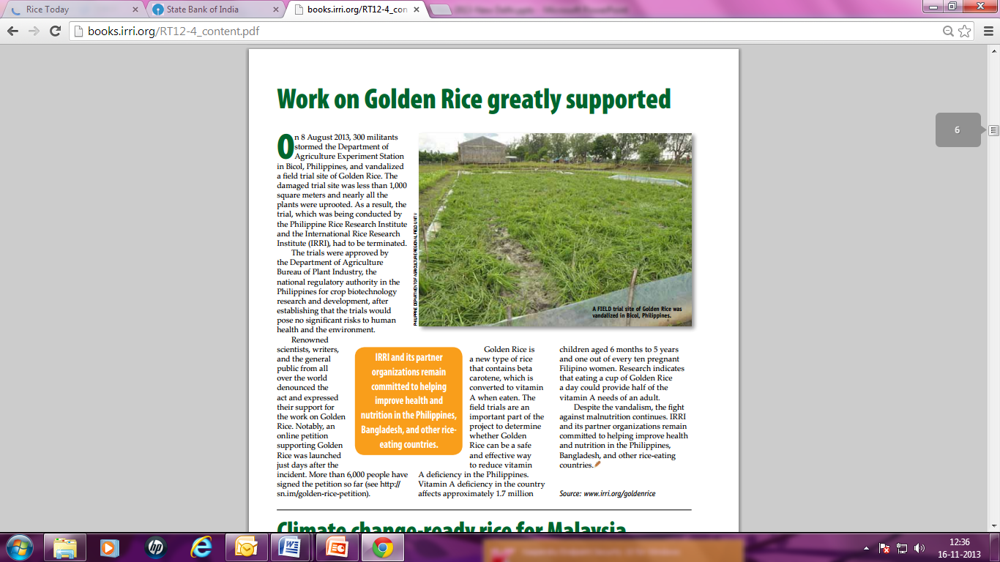 Rice Today
State Bank of India
books.irri.org/RT12-4_con
books.irri.org/RT12-4_content.pdf
6
Work on Golden Rice greatly supported
On 8 August 2013, 300 militants
stormed the Department of
Agriculture Experiment Station
in Bicol, Philippines, and vandalized
a field trial site of Golden Rice. The
damaged trial site was less than 1,000
square meters and nearly all the
plants were uprooted. As a result, the
trial, which was being conducted by
the Philippine Rice Research Institute
and the International Rice Research
Institute (IRRI), had to be terminated.
The trials were approved by
the Department of Agriculture
Bureau of Plant Industry, the
national regulatory authority in the
Philippines for crop biotechnology
research and development, after
establishing that the trials would
pose no significant risks to human
health and the environment.
Renowned
scientists, writers,
and the general
public from all
over the world
denounced the
act and expressed
their support for
the work on Golden
Rice. Notably, an
online petition
supporting Golden
Rice was launched
just days after the
incident. More than 6,000 people have
signed the petition so far (see http://
sn.im/golden-rice-petition).
PHILIPPINE DEPARTMENT OF AGRICULTURE REGIONAL FIELD UNIT V
A FIELD trial site of Golden Rice was
vandalized in Bicol, Philippines.
IRRI and its partner
organizations remain
committed to helping
improve health and
nutrition in the Philippines,
Bangladesh, and other rice-
eating countries.
Golden Rice is
a new type of rice
that contains beta
carotene, which is
converted to vitamin
A when eaten. The
field trials are an
important part of the
project to determine
whether Golden
Rice can be a safe
and effective way
to reduce vitamin
A deficiency in the Philippines.
Vitamin A deficiency in the country
affects approximately 1.7 million
children aged 6 months to 5 years
and one out of every ten pregnant
Filipino women. Research indicates
that eating a cup of Golden Rice
a day could provide half of the
vitamin A needs of an adult.
Despite the vandalism, the fight
against malnutrition continues. IRRI
and its partner organizations remain
committed to helping improve health
and nutrition in the Philippines,
Bangladesh, and other rice-eating
countries.
Source: www.irri.org/goldenrice
Climate change-ready rice for Malaysia
hp
12:36
16-11-2013